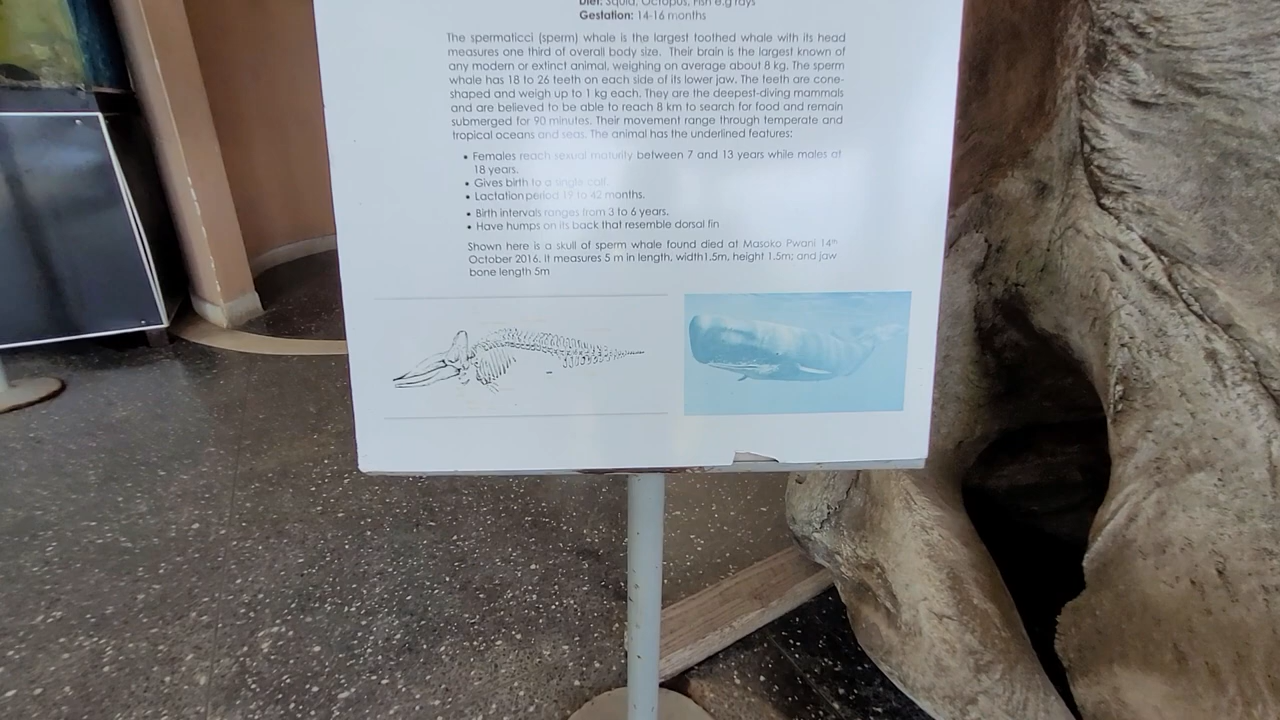 Diet: Squid, Octopus, Fish e.g rays
Gestation: 14-16 months
The spermaticci (sperm) whale is the largest toothed whale with its head
measures one third of overall body size. Their brain is the largest known of
any modern or extinct animal, weighing on average about 8 kg. The sperm
whale has 18 to 26 teeth on each side of its lower jaw. The teeth are cone-
shaped and weigh up to 1 kg each. They are the deepest-diving mammals
and are believed to be able to reach 8 km to search for food and remain
submerged for 90 minutes. Their movement range through temperate and
tropical oceans and seas. The animal has the underlined features:
• Females reach sexual maturity between 7 and 13 years while males at
18 years.
• Gives birth to a single calf.
• Lactation period 19 to 42 months.
• Birth intervals ranges from 3 to 6 years.
• Have humps on its back that resemble dorsal fin
Shown here is a skull of sperm whale found died at Masoko Pwani 14th
October 2016. It measures 5 m in length, width1.5m, height 1.5m; and jaw
bone length 5m